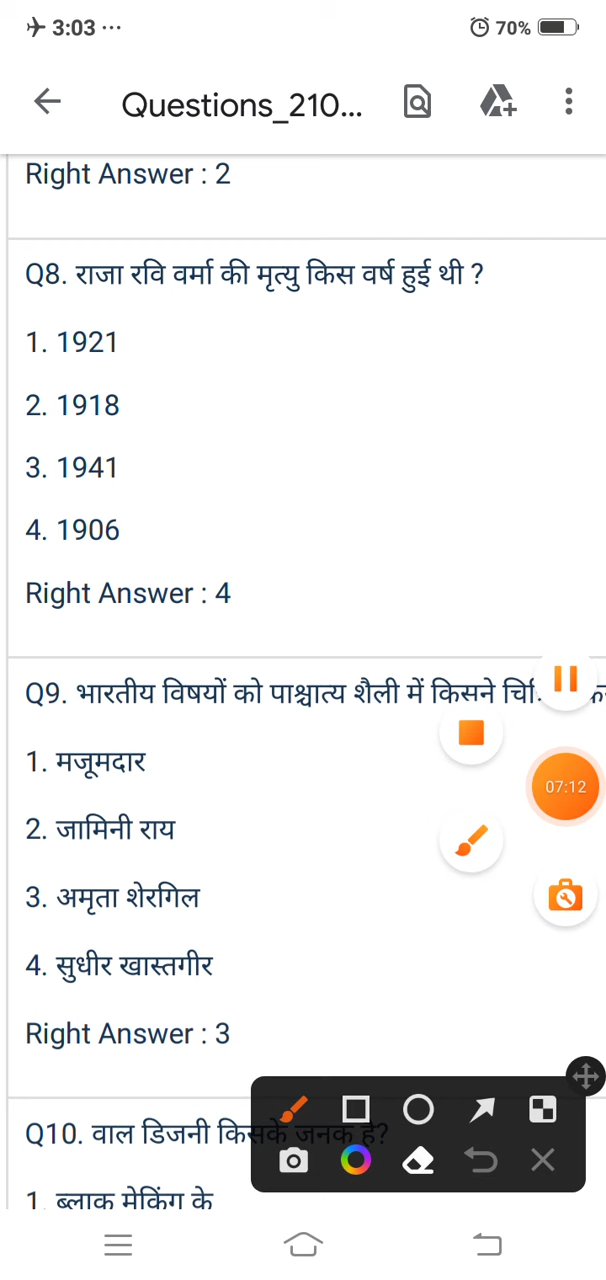 3:03 ...
70%
Questions_210...
Right Answer : 2
Q8. राजा रवि वर्मा की मृत्यु किस वर्ष हुई थी ?
1. 1921
2. 1918
3. 1941
4. 1906
Right Answer : 4
Q9. भारतीय विषयों को पाश्चात्य शैली में किसने
1. मजूमदार
2. जामिनी राय
07:12
3. अमृता शेरगिल
4. सुधीर खास्तगीर
Right Answer : 3
Q10. वाल डिजनी किसके जनक है?
1. ब्लाक मेकिंग के